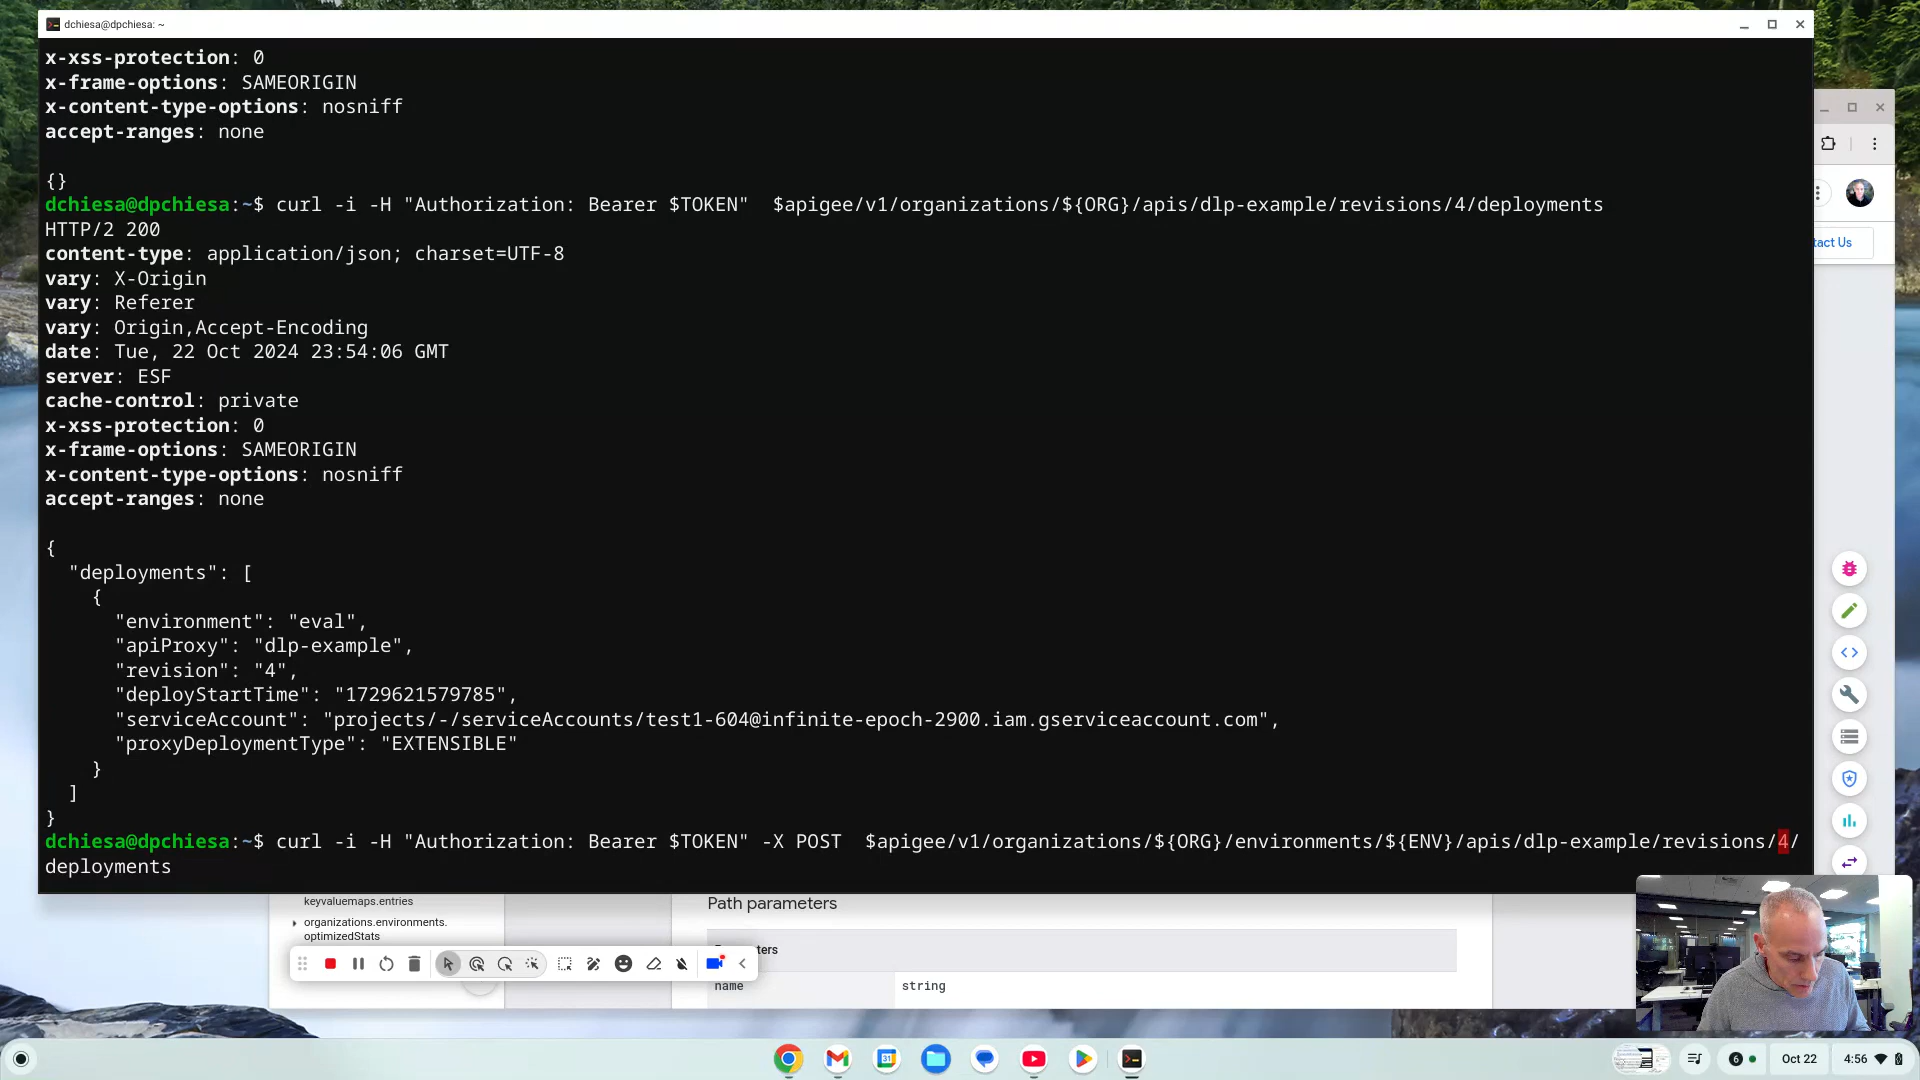 dchiesa@dpchiesa: ~
x-xss-protection: 0
x-frame-options: SAMEORIGIN
x-content-type-options: nosniff
accept-ranges: none
{}
dchiesa@dpchiesa:~$ curl -i -H "Authorization: Bearer $TOKEN"  $apigee/v1/organizations/${ORG}/apis/dlp-example/revisions/4/deployments
HTTP/2 200
content-type: application/json; charset=UTF-8
vary: X-Origin
vary: Referer
vary: Origin,Accept-Encoding
date: Tue, 22 Oct 2024 23:54:06 GMT
server: ESF
cache-control: private
x-xss-protection: 0
x-frame-options: SAMEORIGIN
x-content-type-options: nosniff
accept-ranges: none
{
  "deployments": [
    {
      "environment": "eval",
      "apiProxy": "dlp-example",
      "revision": "4",
      "deployStartTime": "1729621579785",
      "serviceAccount": "projects/-/serviceAccounts/test1-604@infinite-epoch-2900.iam.gserviceaccount.com",
      "proxyDeploymentType": "EXTENSIBLE"
    }
  ]
}
dchiesa@dpchiesa:~$ curl -i -H "Authorization: Bearer $TOKEN" -X POST  $apigee/v1/organizations/${ORG}/environments/${ENV}/apis/dlp-example/revisions/4/
deployments
tact Us
keyvaluemaps.entries
organizations.environments.
optimizedStats
Path parameters
ters
name
string
31
6
Oct 22
4:56